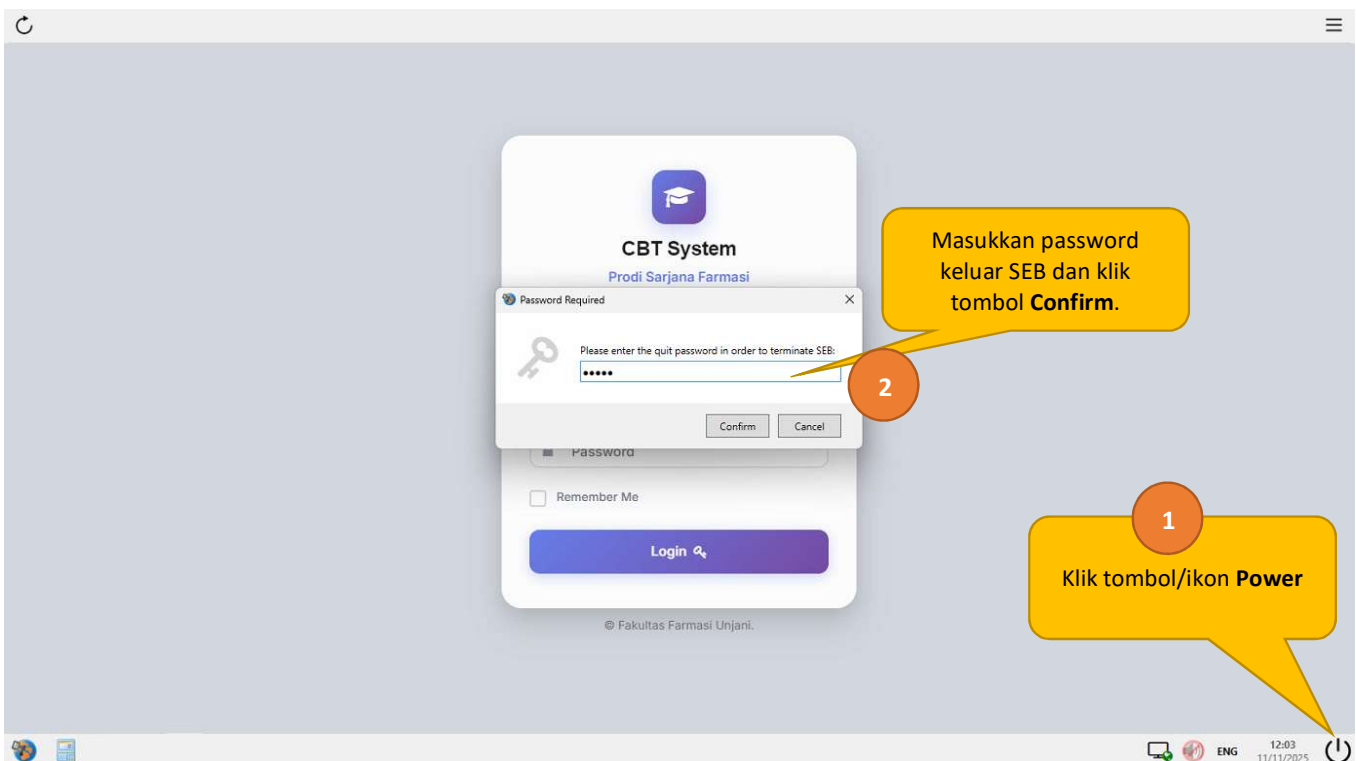 CBT System
Prodi Sarjana Farmasi
Masukkan password
keluar SEB dan klik
tombol Confirm.
Password Required
Please enter the quit password in order to terminate SEB:
•••••
2
Confirm
Cancel
Password
Remember Me
Login
1
Klik tombol/ikon Power
© Fakultas Farmasi Unjani.
ENG
12:03
11/11/2025